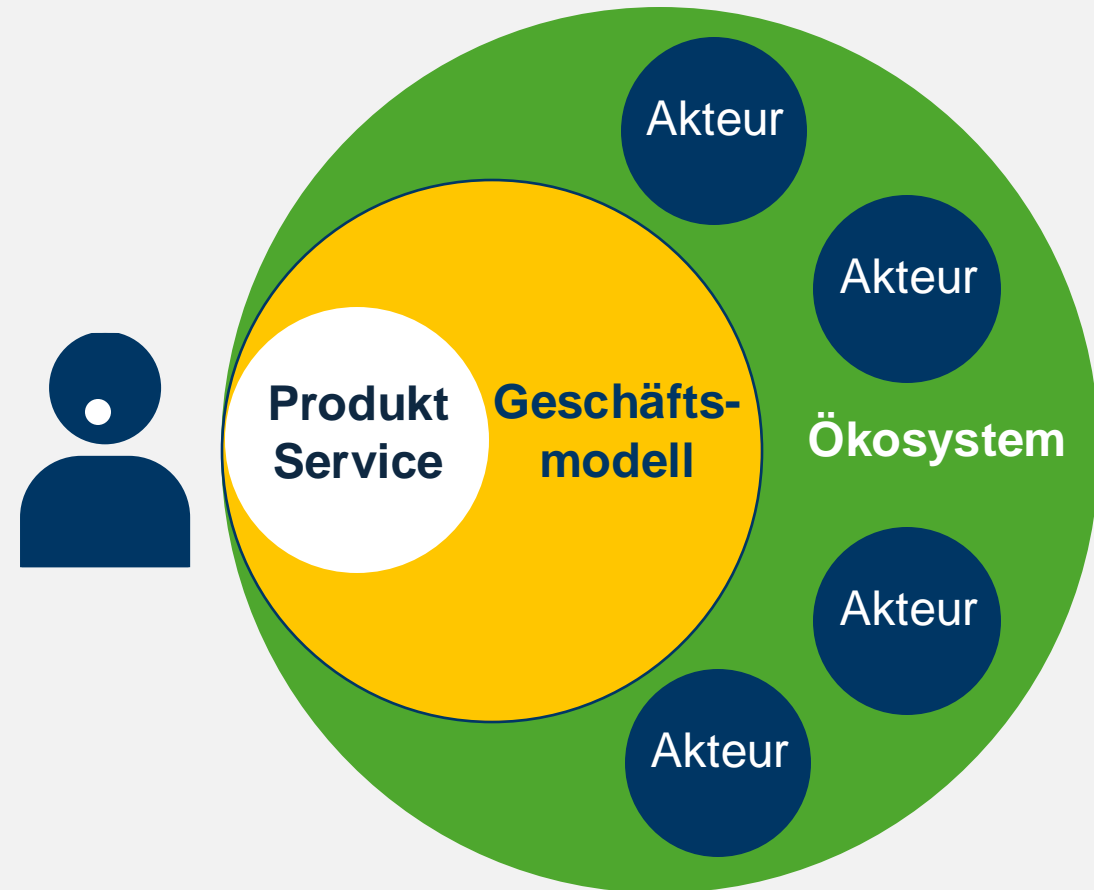 Akteur
Akteur
Produkt
Service
Geschäfts-
modell
Ökosystem
Akteur
Akteur